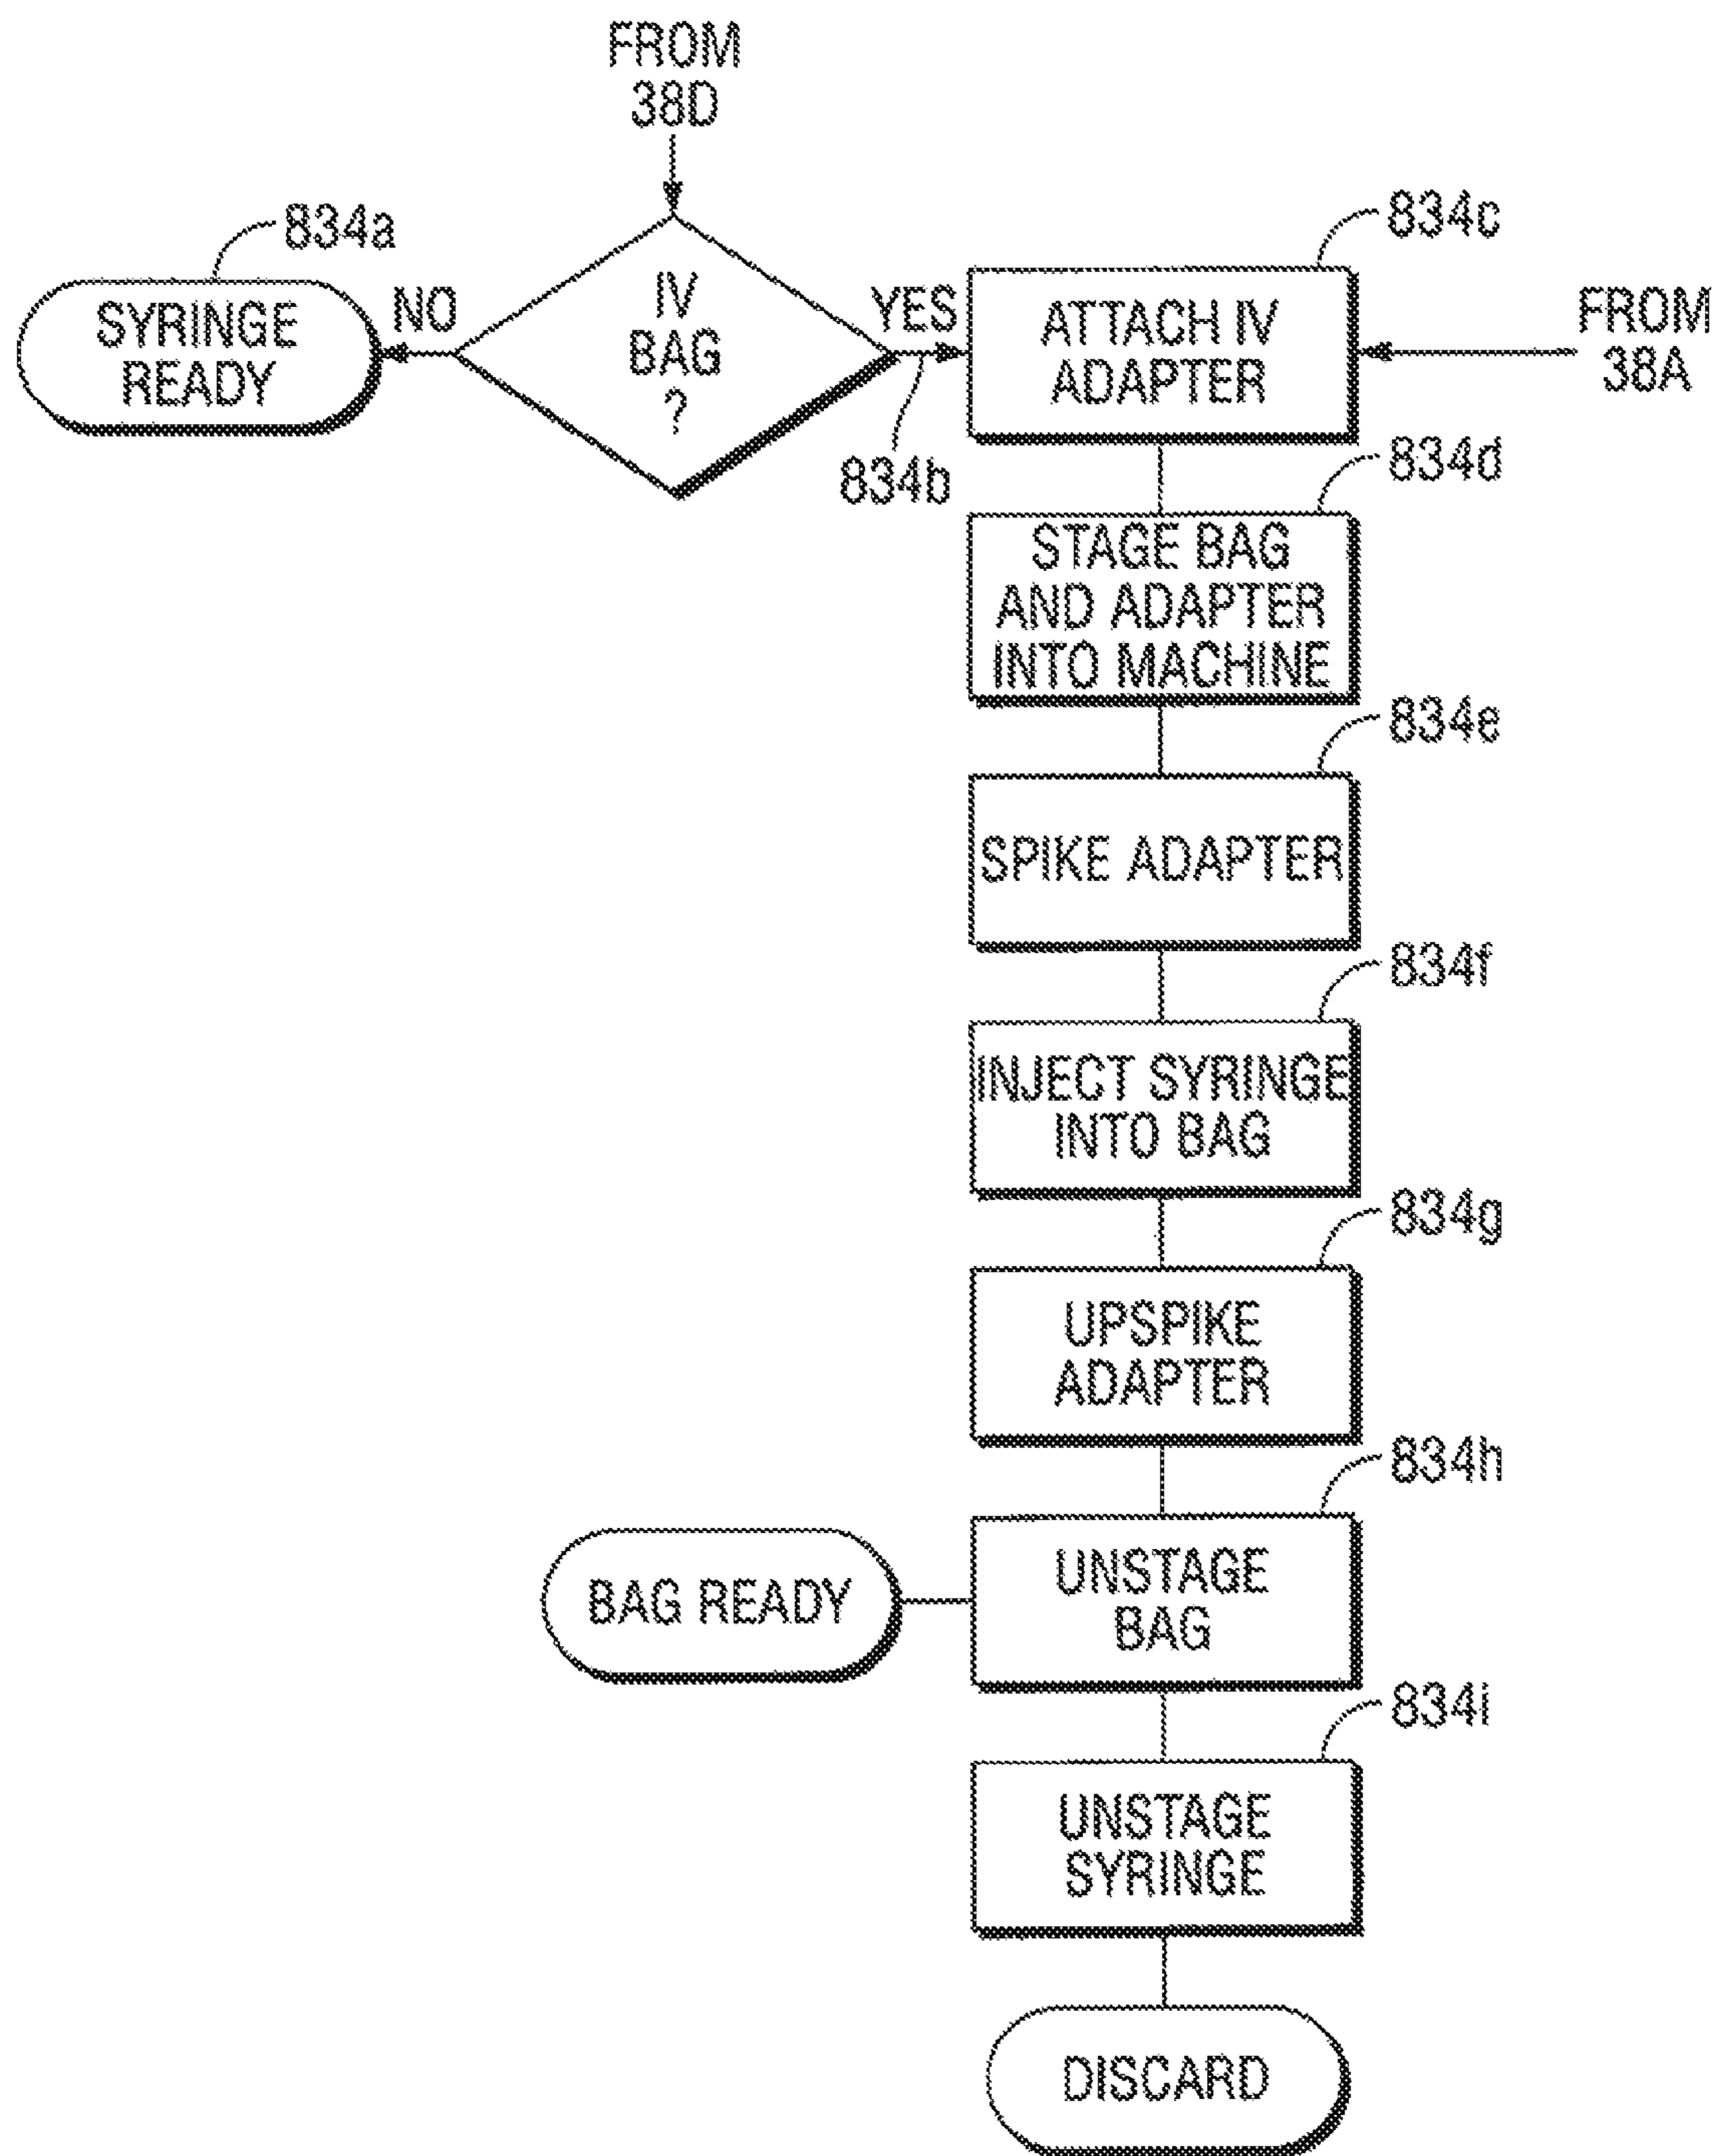 FROM
38D
834a
SYRINGE
READY
NO
IV
BAG
?
YES
834b
834c
ATTACH IV
ADAPTER
FROM
38A
834d
STAGE BAG
AND ADAPTER
INTO MACHINE
834e
SPIKE ADAPTER
834f
INJECT SYRINGE
INTO BAG
834g
UPSPIKE
ADAPTER
834h
BAG READY
UNSTAGE
BAG
834i
UNSTAGE
SYRINGE
DISCARD